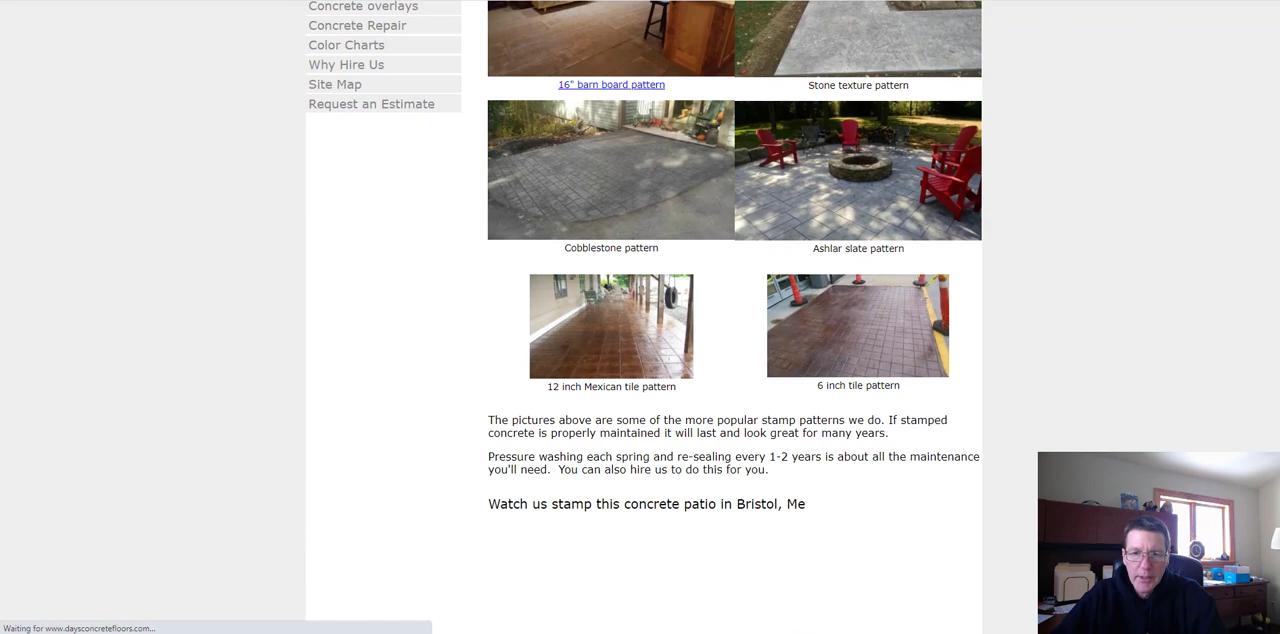 Concrete overlays
Concrete Repair
Color Charts
Why Hire Us
Site Map
Request an Estimate
16" barn board pattern
Stone texture pattern
Cobblestone pattern
Ashlar slate pattern
12 inch Mexican tile pattern
6 inch tile pattern
The pictures above are some of the more popular stamp patterns we do. If stamped
concrete is properly maintained it will last and look great for many years.
Pressure washing each spring and re-sealing every 1-2 years is about all the maintenance
you'll need.  You can also hire us to do this for you.
Watch us stamp this concrete patio in Bristol, Me
Waiting for www.daysconcretefloors.com...